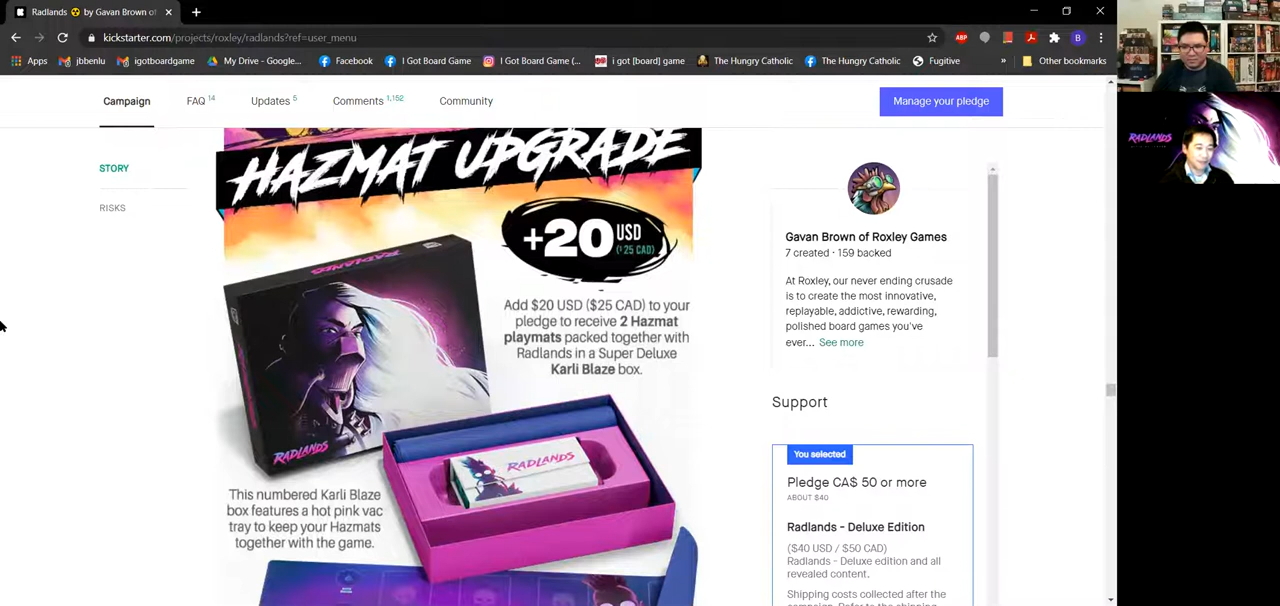 Radlands ☢ by Gavan Brown of
kickstarter.com/projects/roxley/radlands?ref=user_menu
ABP
B
Apps
jbbenlu
igotboardgame
My Drive - Google...
Facebook
I Got Board Game
I Got Board Game (...
i got [board] game
The Hungry Catholic
The Hungry Catholic
Fugitive
»
Other bookmarks
Campaign
FAQ 14
Updates 5
Comments 1,152
Community
Manage your pledge
STORY
RISKS
HAZMAT UPGRADE
+20 USD
($25 CAD)
RADLANDS
RADLANDS
Add $20 USD ($25 CAD) to your
pledge to receive 2 Hazmat
playmats packed together with
Radlands in a Super Deluxe
Karli Blaze box.
RADLANDS
This numbered Karli Blaze
box features a hot pink vac
tray to keep your Hazmats
together with the game.
Gavan Brown of Roxley Games
7 created · 159 backed
At Roxley, our never ending crusade
is to create the most innovative,
replayable, addictive, rewarding,
polished board games you've
ever... See more
Support
You selected
Pledge CA$ 50 or more
ABOUT $40
Radlands - Deluxe Edition
($40 USD / $50 CAD)
Radlands - Deluxe edition and all
revealed content.
Shipping costs collected after the
campaign. Refer to the shipping
RADLANDS